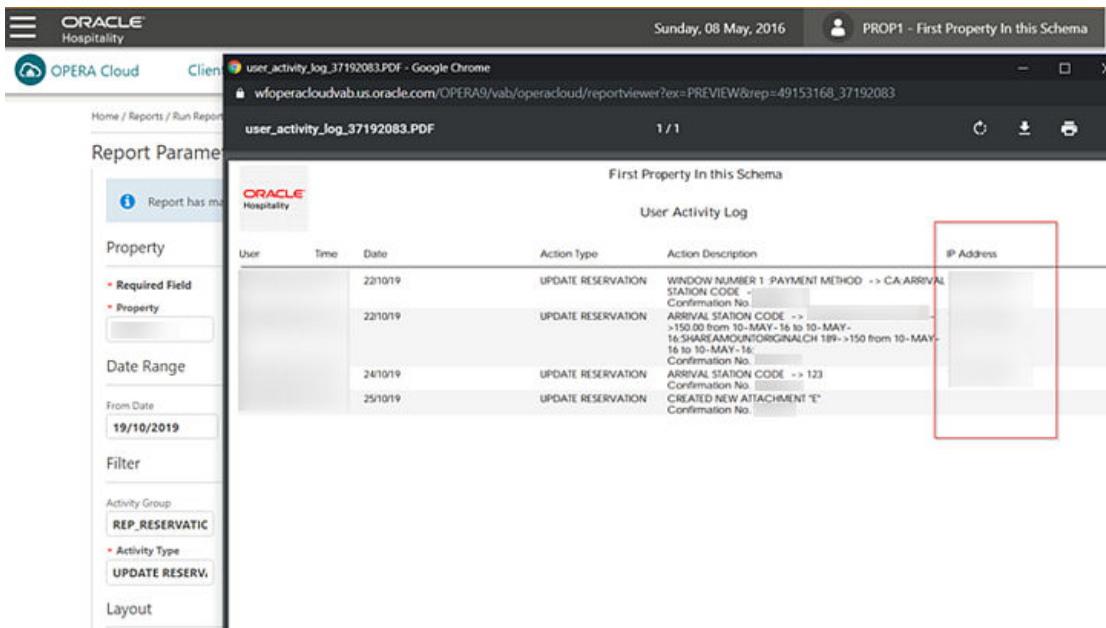 ORACLE
Hospitality
Sunday, 08 May, 2016
PROP1 - First Property In this Schema
OPERA Cloud
Clien
user_activity_log_37192083.PDF - Google Chrome
wfoperacloudvab.us.oracle.com/OPERA9/vab/operacloud/reportviewer?ex=PREVIEW&rep=49153168_37192083
user_activity_log_37192083.PDF
1 / 1
Home / Reports / Run Report
Report Parame
Report has ma
Property
* Required Field
* Property
Date Range
From Date
19/10/2019
Filter
Activity Group
REP_RESERVATIC
* Activity Type
UPDATE RESERV
Layout
ORACLE
Hospitality
First Property In this Schema
User Activity Log
User Time Date Action Type Action Description IP Address
22/10/19 UPDATE RESERVATION WINDOW NUMBER 1 :PAYMENT METHOD -> CA:ARRIVAL
STATION CODE -
Confirmation No.
22/10/19 UPDATE RESERVATION ARRIVAL STATION CODE -> -
>150.00 from 10-MAY-16 to 10-MAY-
16:SHAREAMOUNTORIGINALCH 189->150 from 10-MAY-
16 to 10-MAY-16:
Confirmation No.
24/10/19 UPDATE RESERVATION ARRIVAL STATION CODE -> 123
Confirmation No.
25/10/19 UPDATE RESERVATION CREATED NEW ATTACHMENT "E"
Confirmation No.